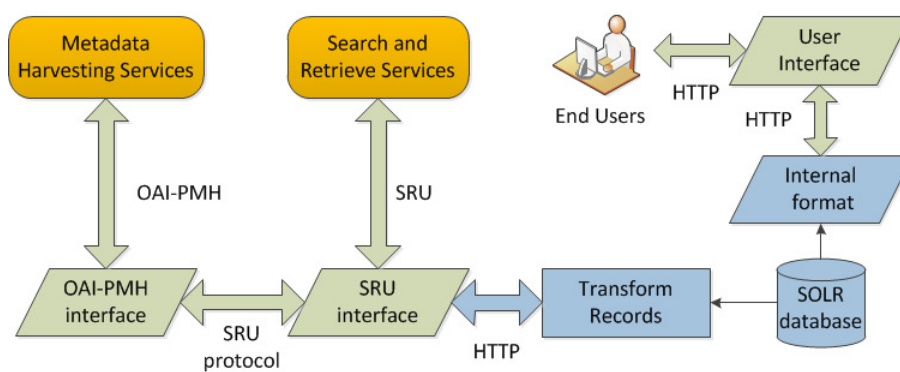 Metadata
Harvesting Services
Search and
Retrieve Services
End Users
HTTP
User
Interface
HTTP
OAI-PMH
SRU
Internal
format
OAI-PMH
interface
SRU
protocol
SRU
interface
HTTP
Transform
Records
SOLR
database